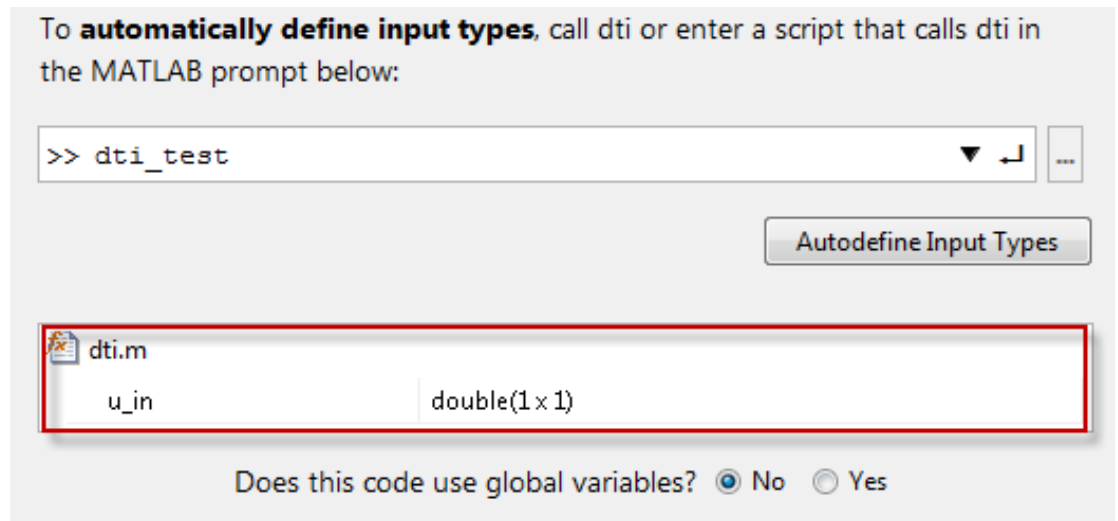 To automatically define input types, call dti or enter a script that calls dti in
the MATLAB prompt below:
>> dti_test
...
Autodefine Input Types
dti.m
u_in double(1 x 1)
Does this code use global variables? No Yes